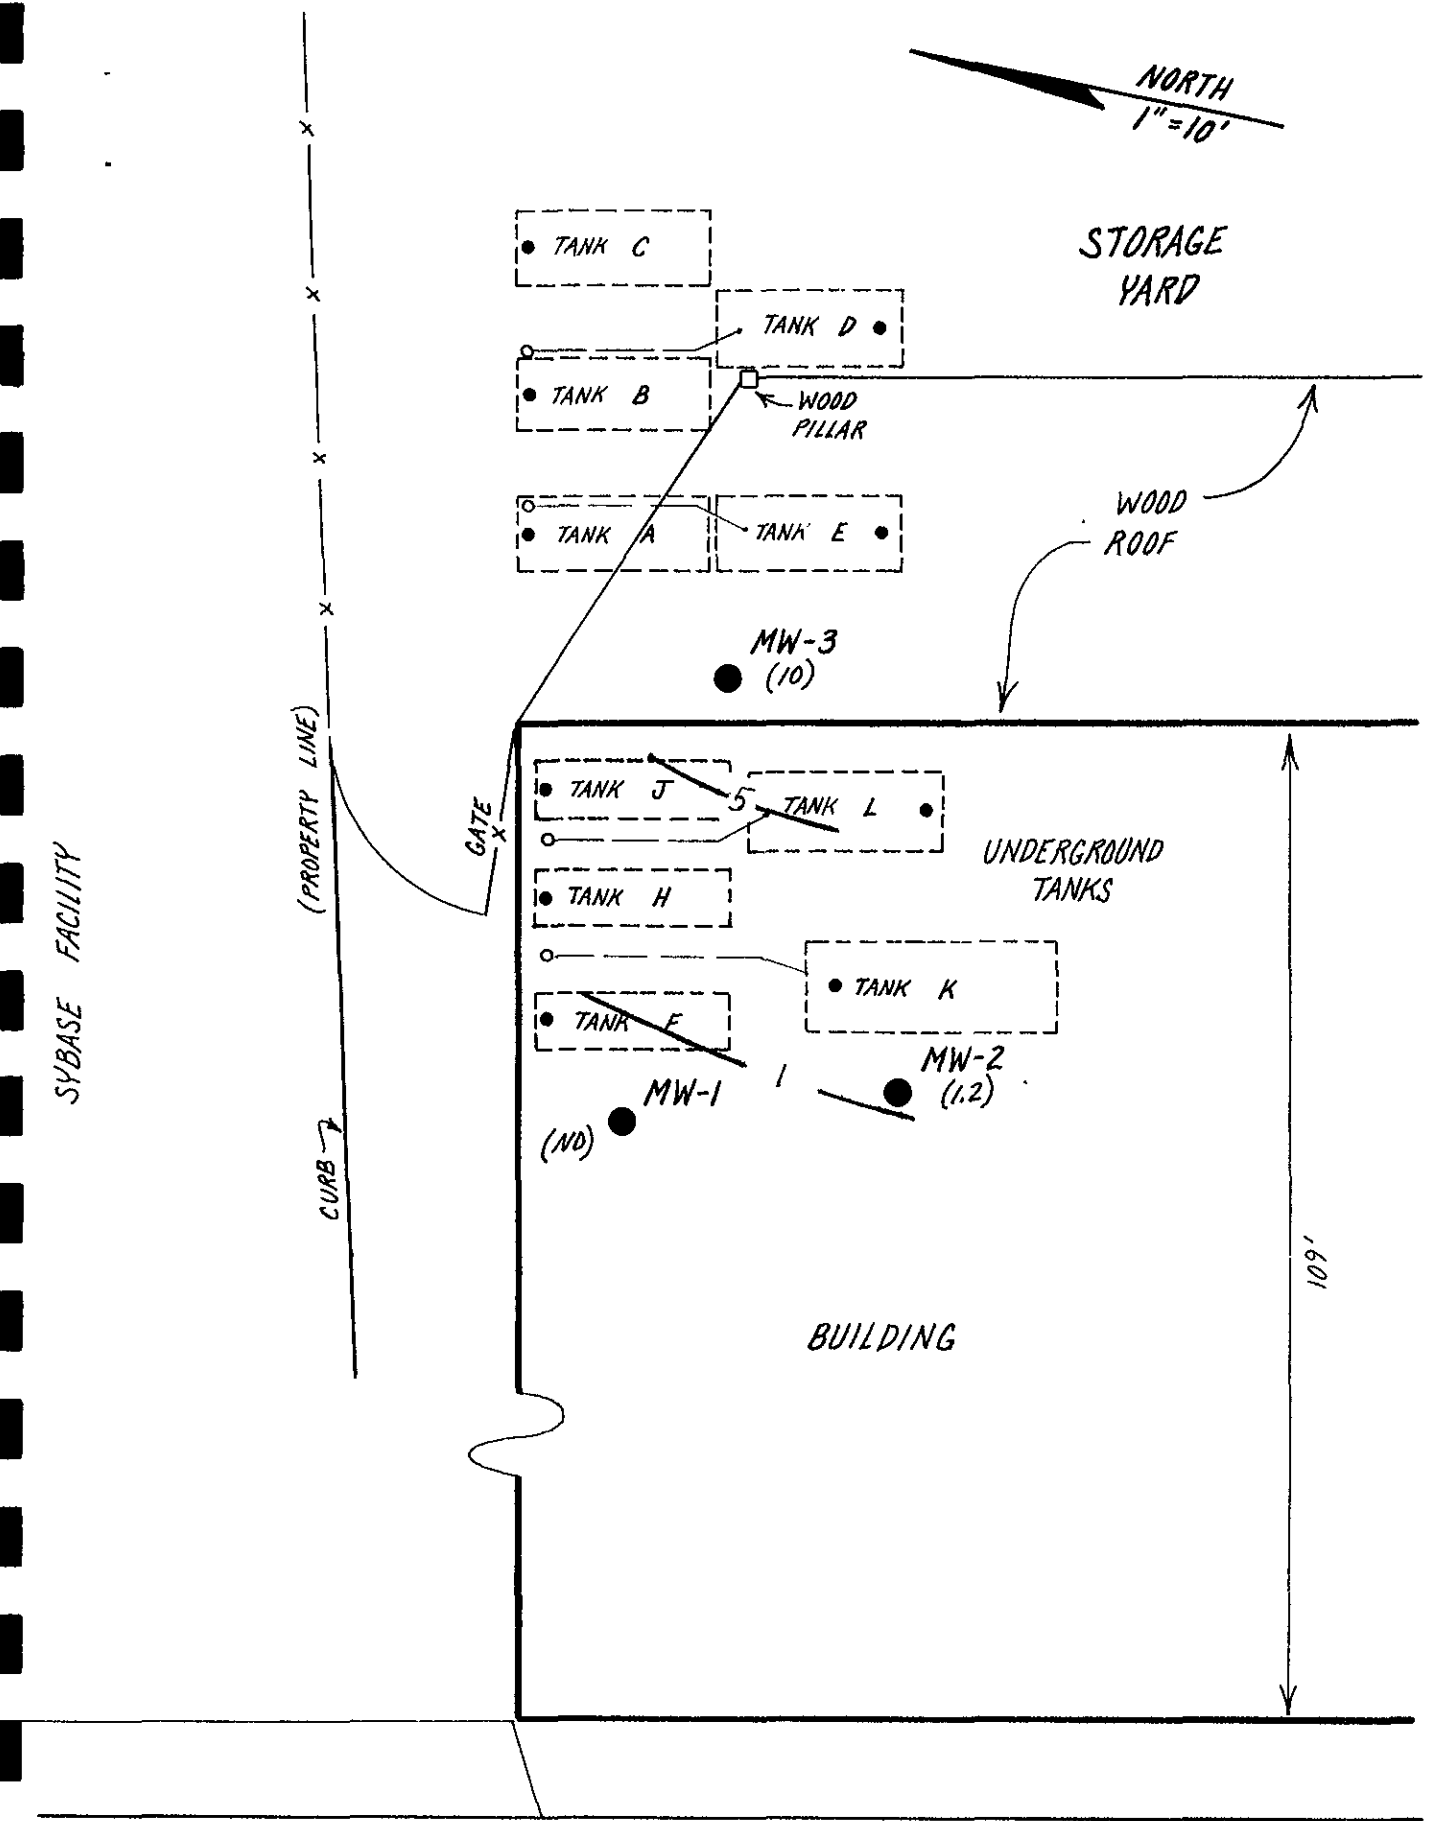 NORTH
1"=10'
STORAGE
YARD
TANK C
TANK D
TANK B
WOOD
PILLAR
WOOD
ROOF
TANK A
TANK E
MW-3
(10)
(PROPERTY LINE)
GATE
TANK J
5
TANK L
UNDERGROUND
TANKS
TANK H
TANK K
TANK F
1
MW-2
(1.2)
MW-1
(ND)
SYBASE FACILITY
CURB
109'
BUILDING